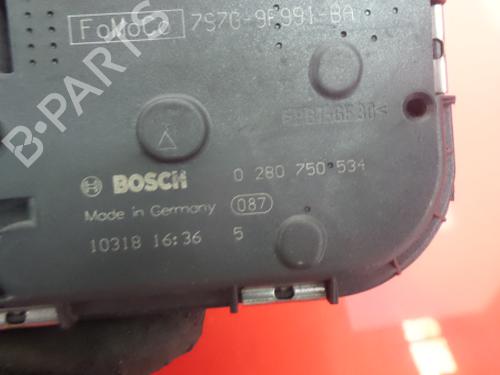 FoMoCo 7S7G-9F991-BA
BOSCH 0 280 750 534
Made in Germany 087
10318 16:36 5
B-PARTS